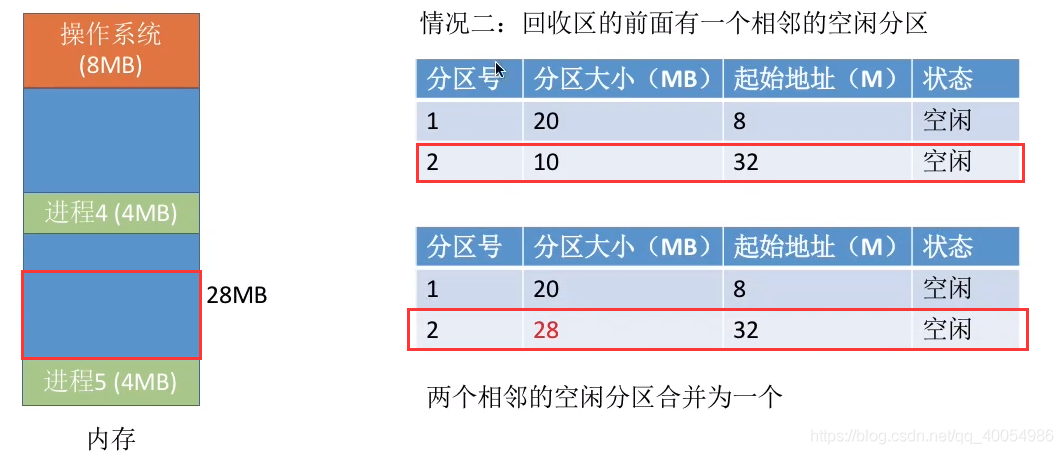 操作系统
(8MB)
进程4 (4MB)
28MB
进程5 (4MB)
内存
情况二：回收区的前面有一个相邻的空闲分区
分区号 分区大小（MB） 起始地址（M） 状态
1 20 8 空闲
2 10 32 空闲
分区号 分区大小（MB） 起始地址（M） 状态
1 20 8 空闲
2 28 32 空闲
两个相邻的空闲分区合并为一个
https://blog.csdn.net/qq_40054986